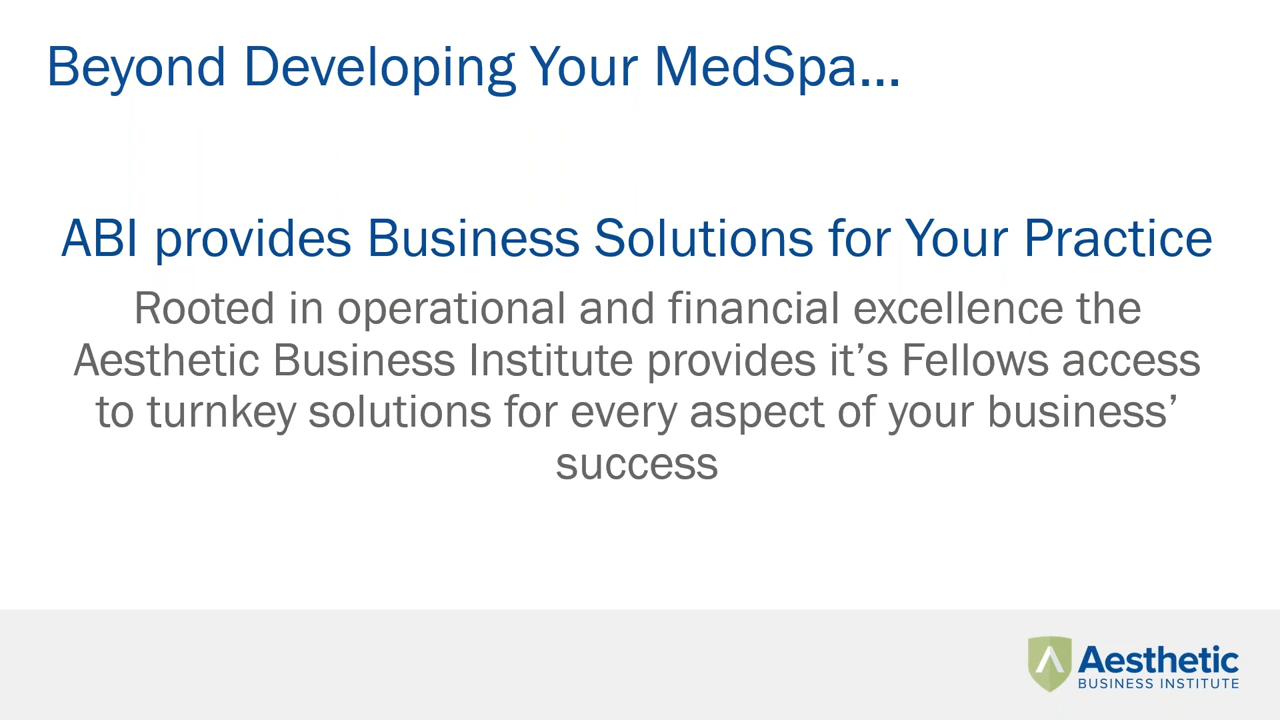 Beyond Developing Your MedSpa...
ABI provides Business Solutions for Your Practice
Rooted in operational and financial excellence the
Aesthetic Business Institute provides it’s Fellows access
to turnkey solutions for every aspect of your business’
success
Aesthetic
BUSINESS INSTITUTE